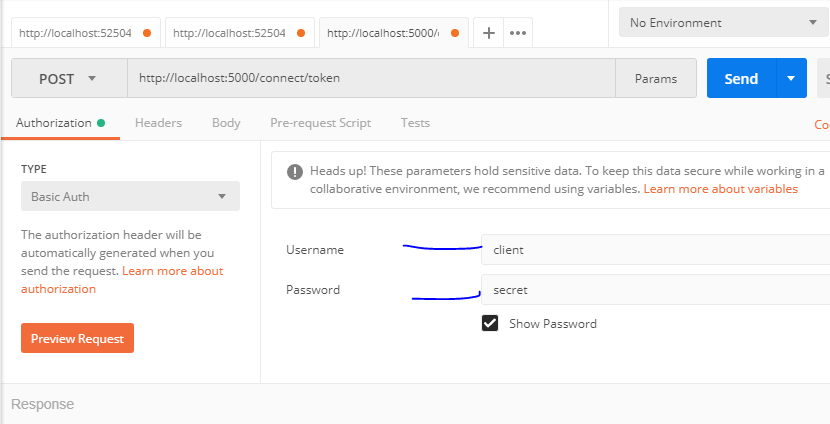 http://localhost:52504
http://localhost:52504
http://localhost:5000/
No Environment
POST
http://localhost:5000/connect/token
Params
Send
Authorization
Headers
Body
Pre-request Script
Tests
TYPE
Basic Auth
The authorization header will be
automatically generated when you
send the request. Learn more about
authorization
Preview Request
Heads up! These parameters hold sensitive data. To keep this data secure while working in a
collaborative environment, we recommend using variables. Learn more about variables
Username
client
Password
secret
Show Password
Response